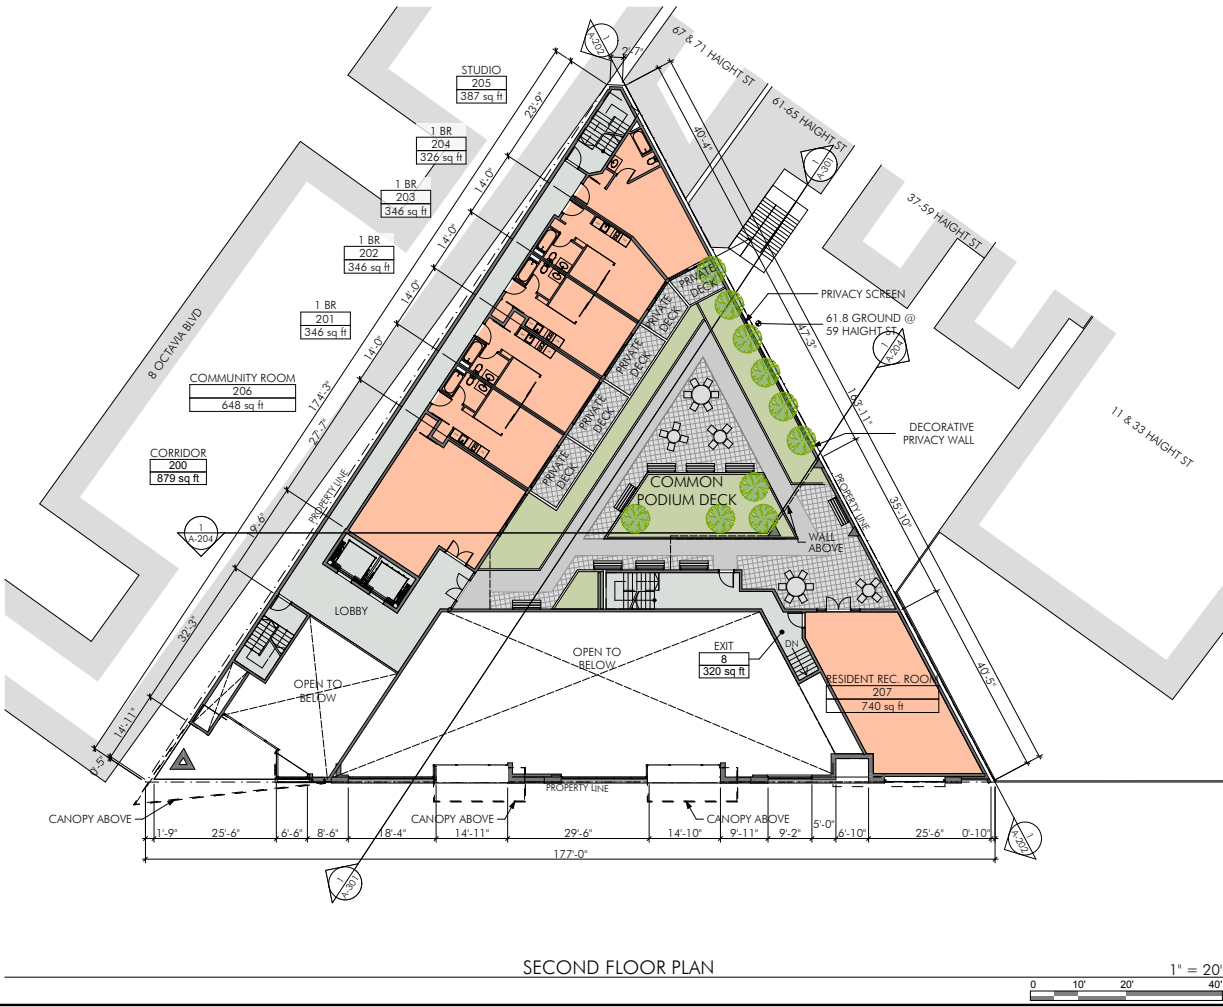 1
A-202
2'-7"
67 & 71 HAIGHT ST
STUDIO
205
387 sq ft
23'-9"
61-65 HAIGHT ST
1 BR
204
326 sq ft
40'-4"
1
A-301
14'-0"
1 BR
203
346 sq ft
37-59 HAIGHT ST
14'-0"
1 BR
202
346 sq ft
14'-0"
PRIVATE
DECK
PRIVATE
DECK
PRIVACY SCREEN
1 BR
201
346 sq ft
61.8 GROUND @
59 HAIGHT ST
8 OCTAVIA BLVD
14'-0"
47'-3"
1
A-204
PRIVATE
DECK
COMMUNITY ROOM
206
648 sq ft
174'-3"
163'-11"
PRIVATE
DECK
27'-7"
DECORATIVE
PRIVACY WALL
11 & 33 HAIGHT ST
CORRIDOR
200
879 sq ft
PRIVATE
DECK
COMMON
PODIUM DECK
PROPERTY LINE
PROPERTY LINE
35'-10"
1
A-204
19'-6"
WALL
ABOVE
LOBBY
32'-3"
OPEN TO
BELOW
EXIT
8
320 sq ft
DN
40'-5"
OPEN TO
BELOW
RESIDENT REC. ROOM
207
740 sq ft
14'-11"
0'-5"
PROPERTY LINE
CANOPY ABOVE
CANOPY ABOVE
CANOPY ABOVE
1'-9"
25'-6"
6'-6"
8'-6"
18'-4"
14'-11"
29'-6"
14'-10"
9'-11"
9'-2"
5'-0"
6'-10"
25'-6"
0'-10"
177'-0"
1
A-202
1
A-301
SECOND FLOOR PLAN
1" = 20'
0 10' 20' 40'